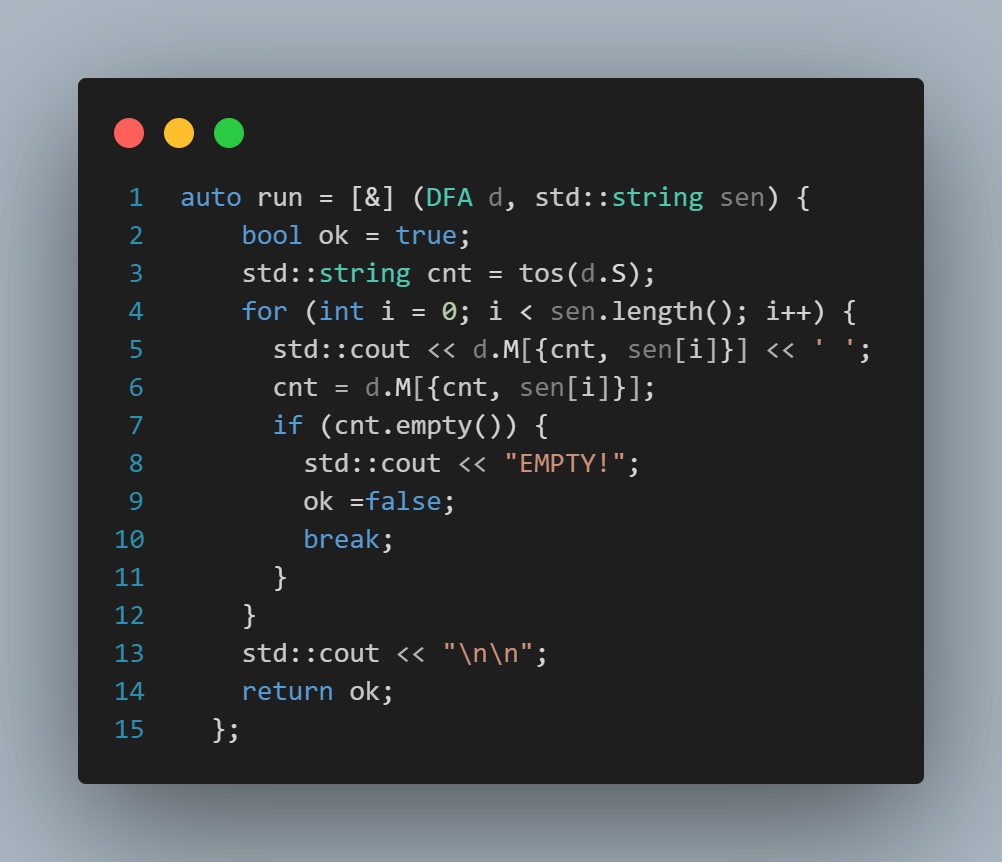 1 auto run = [&] (DFA d, std::string sen) {
2     bool ok = true;
3     std::string cnt = tos(d.S);
4     for (int i = 0; i < sen.length(); i++) {
5       std::cout << d.M[{cnt, sen[i]}] << ' ';
6       cnt = d.M[{cnt, sen[i]}];
7       if (cnt.empty()) {
8         std::cout << "EMPTY!";
9         ok =false;
10         break;
11       }
12     }
13     std::cout << "\n\n";
14     return ok;
15   };